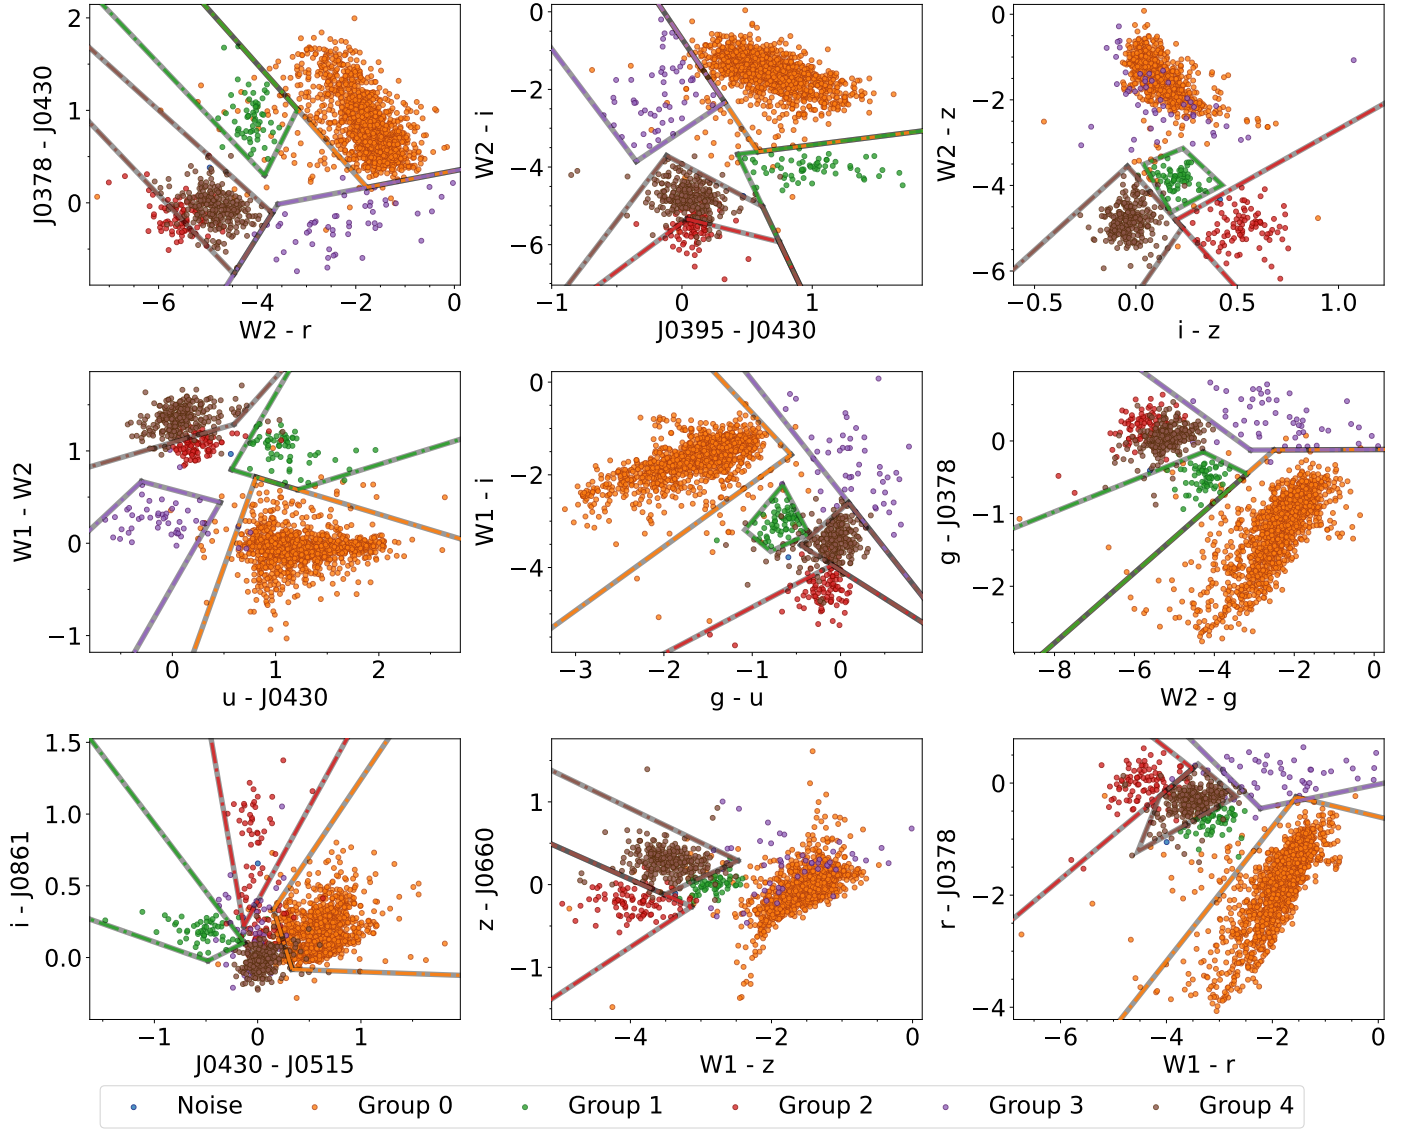 J0378 - J0430
2
1
0
−6
−4
−2
0
W2 - r
W2 - i
0
−2
−4
−6
−1
0
1
J0395 - J0430
W2 - z
0
−2
−4
−6
−0.5
0.0
0.5
1.0
i - z
W1 - W2
1
0
−1
0
1
2
u - J0430
W1 - i
0
−2
−4
−3
−2
−1
0
g - u
g - J0378
0
−1
−2
−8
−6
−4
−2
0
W2 - g
i - J0861
1.5
1.0
0.5
0.0
−1
0
1
J0430 - J0515
z - J0660
1
0
−1
−4
−2
0
W1 - z
r - J0378
0
−2
−4
−6
−4
−2
0
W1 - r
Noise
Group 0
Group 1
Group 2
Group 3
Group 4